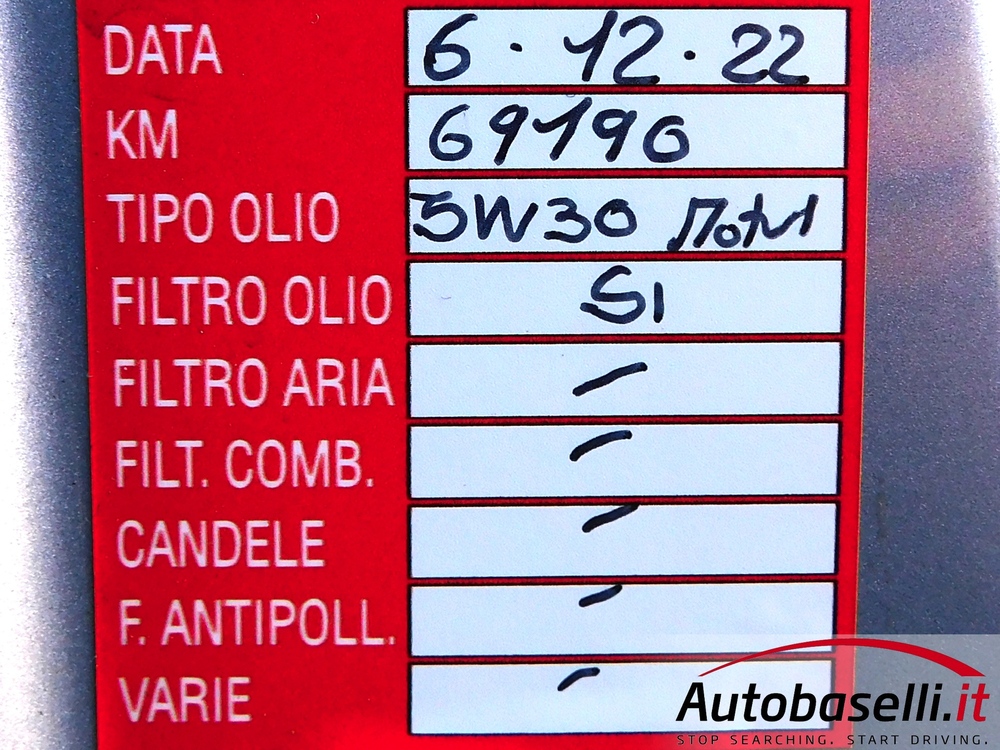 DATA 6 · 12 · 22
KM 69190
TIPO OLIO 5W30 Motul
FILTRO OLIO SI
FILTRO ARIA –
FILT. COMB. –
CANDELE –
F. ANTIPOLL. –
VARIE –
Autobaselli.it
STOP SEARCHING. START DRIVING.